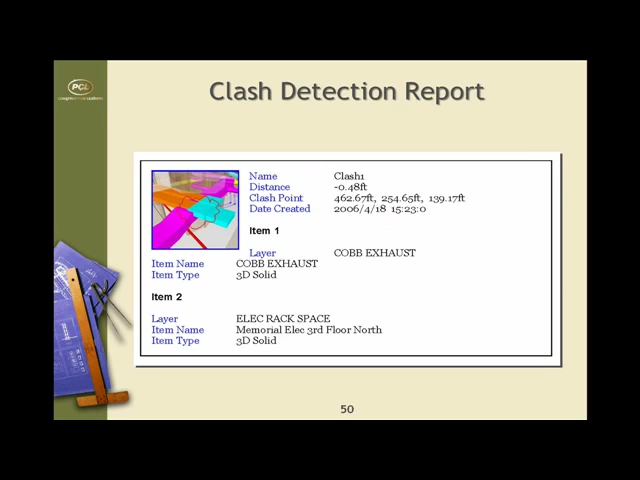 PCL
Clash Detection Report
Name Clash1
Distance -0.48ft
Clash Point 462.67ft, 254.65ft, 139.17ft
Date Created 2006/4/18 15:23:0
Item 1
Layer COBB EXHAUST
Item Name COBB EXHAUST
Item Type 3D Solid
Item 2
Layer ELEC RACK SPACE
Item Name Memorial Elec 3rd Floor North
Item Type 3D Solid
50